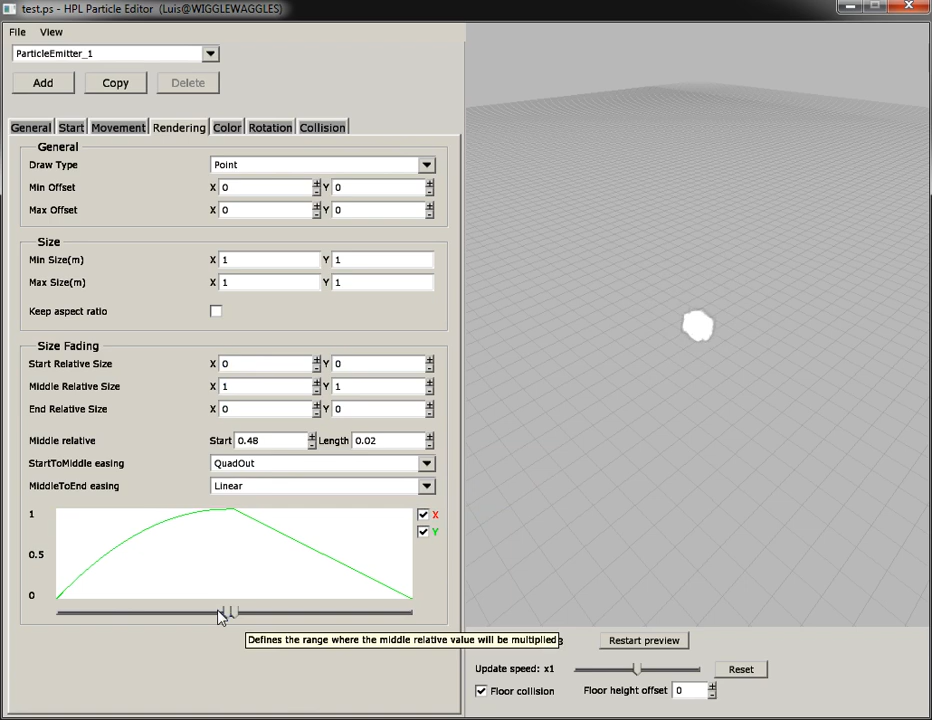 test.ps - HPL Particle Editor (Luis@WIGGLEWAGGLES)
File View
ParticleEmitter_1
Add Copy Delete
General Start Movement Rendering Color Rotation Collision
General
Draw Type Point
Min Offset X 0 Y 0
Max Offset X 0 Y 0
Size
Min Size(m) X 1 Y 1
Max Size(m) X 1 Y 1
Keep aspect ratio
Size Fading
Start Relative Size X 0 Y 0
Middle Relative Size X 1 Y 1
End Relative Size X 0 Y 0
Middle relative Start 0.48 Length 0.02
StartToMiddle easing QuadOut
MiddleToEnd easing Linear
1 X
Y
0.5
0
Defines the range where the middle relative value will be multiplied
Restart preview
Update speed: x1 Reset
Floor collision Floor height offset 0